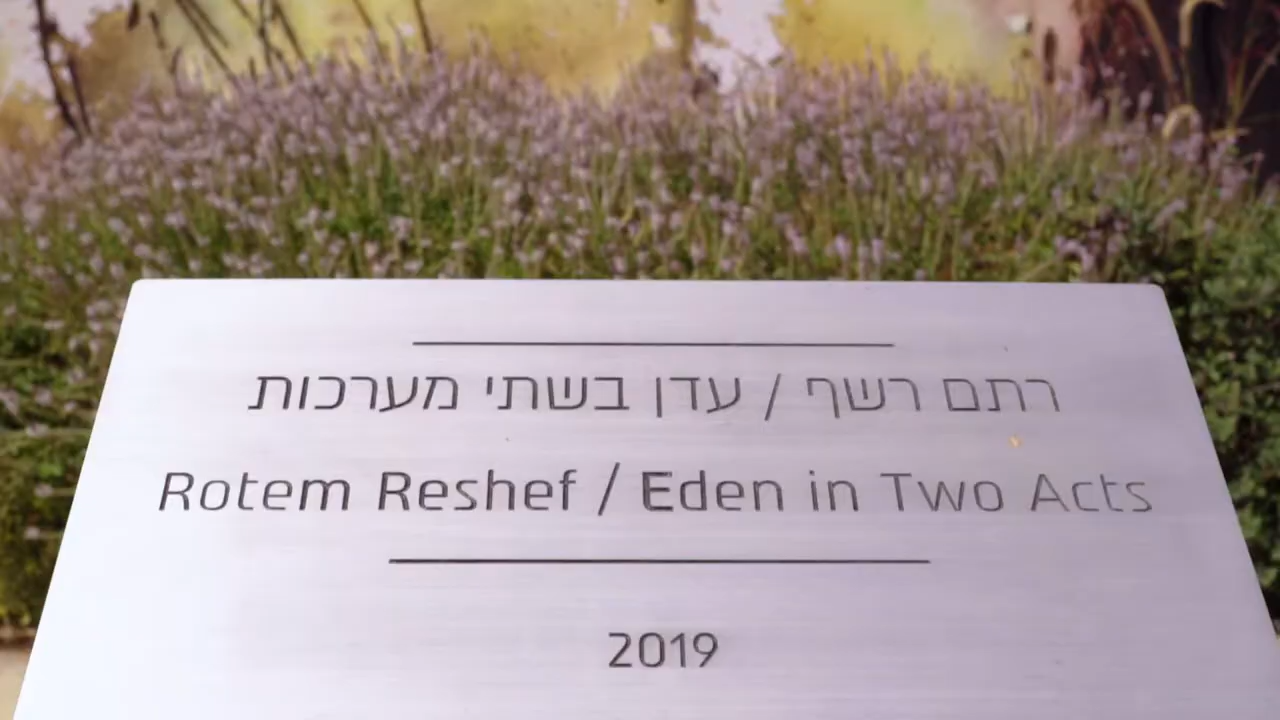 רתם רשף / עדן בשתי מערכות
Rotem Reshef / Eden in Two Acts
2019